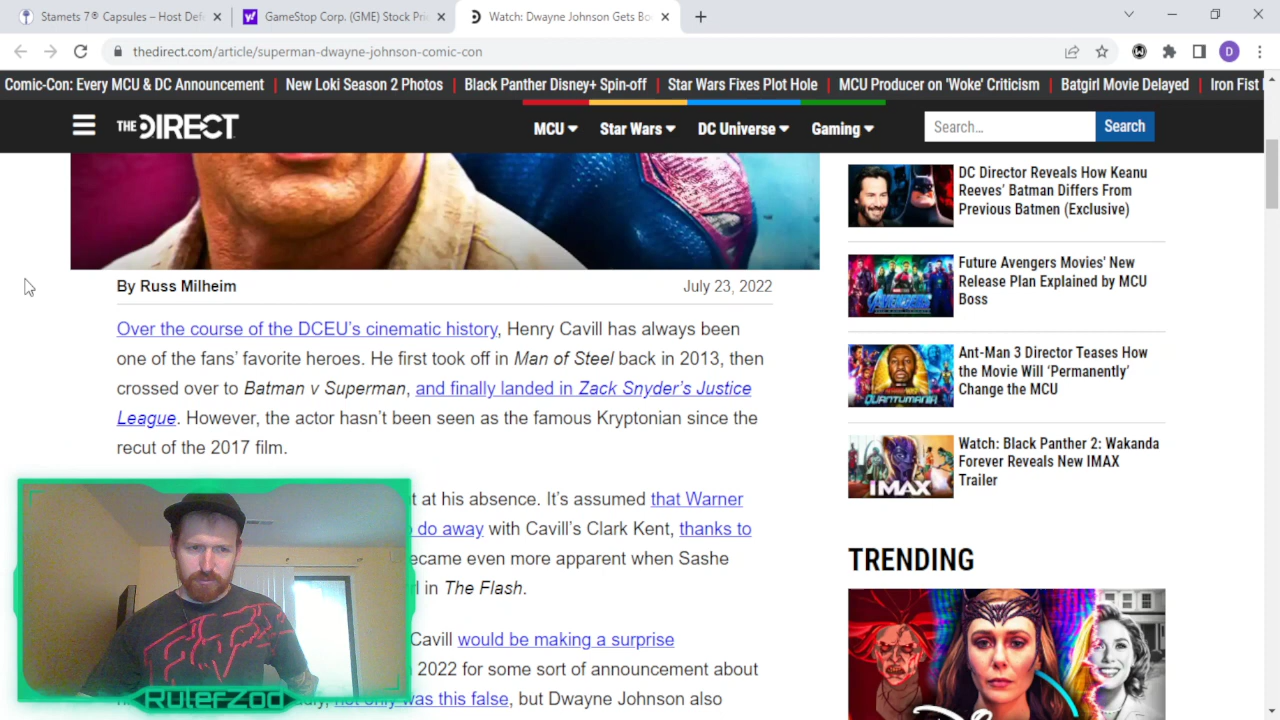 Stamets 7® Capsules – Host Def
GameStop Corp. (GME) Stock Pri
Watch: Dwayne Johnson Gets Bo
thedirect.com/article/superman-dwayne-johnson-comic-con
D
Comic-Con: Every MCU & DC Announcement | New Loki Season 2 Photos | Black Panther Disney+ Spin-off | Star Wars Fixes Plot Hole | MCU Producer on 'Woke' Criticism | Batgirl Movie Delayed | Iron Fist
THE DIRECT
MCU
Star Wars
DC Universe
Gaming
Search...
Search
By Russ Milheim
July 23, 2022
Over the course of the DCEU's cinematic history, Henry Cavill has always been
one of the fans' favorite heroes. He first took off in Man of Steel back in 2013, then
crossed over to Batman v Superman, and finally landed in Zack Snyder's Justice
League. However, the actor hasn't been seen as the famous Kryptonian since the
recut of the 2017 film.
t at his absence. It's assumed that Warner
do away with Cavill's Clark Kent, thanks to
ecame even more apparent when Sashe
rl in The Flash.
Cavill would be making a surprise
2022 for some sort of announcement about
not only was this false, but Dwayne Johnson also
DC Director Reveals How Keanu
Reeves' Batman Differs From
Previous Batmen (Exclusive)
Future Avengers Movies' New
Release Plan Explained by MCU
Boss
Ant-Man 3 Director Teases How
the Movie Will 'Permanently'
Change the MCU
QUANTUMANIA
Watch: Black Panther 2: Wakanda
Forever Reveals New IMAX
Trailer
IMAX
TRENDING
RulerZod